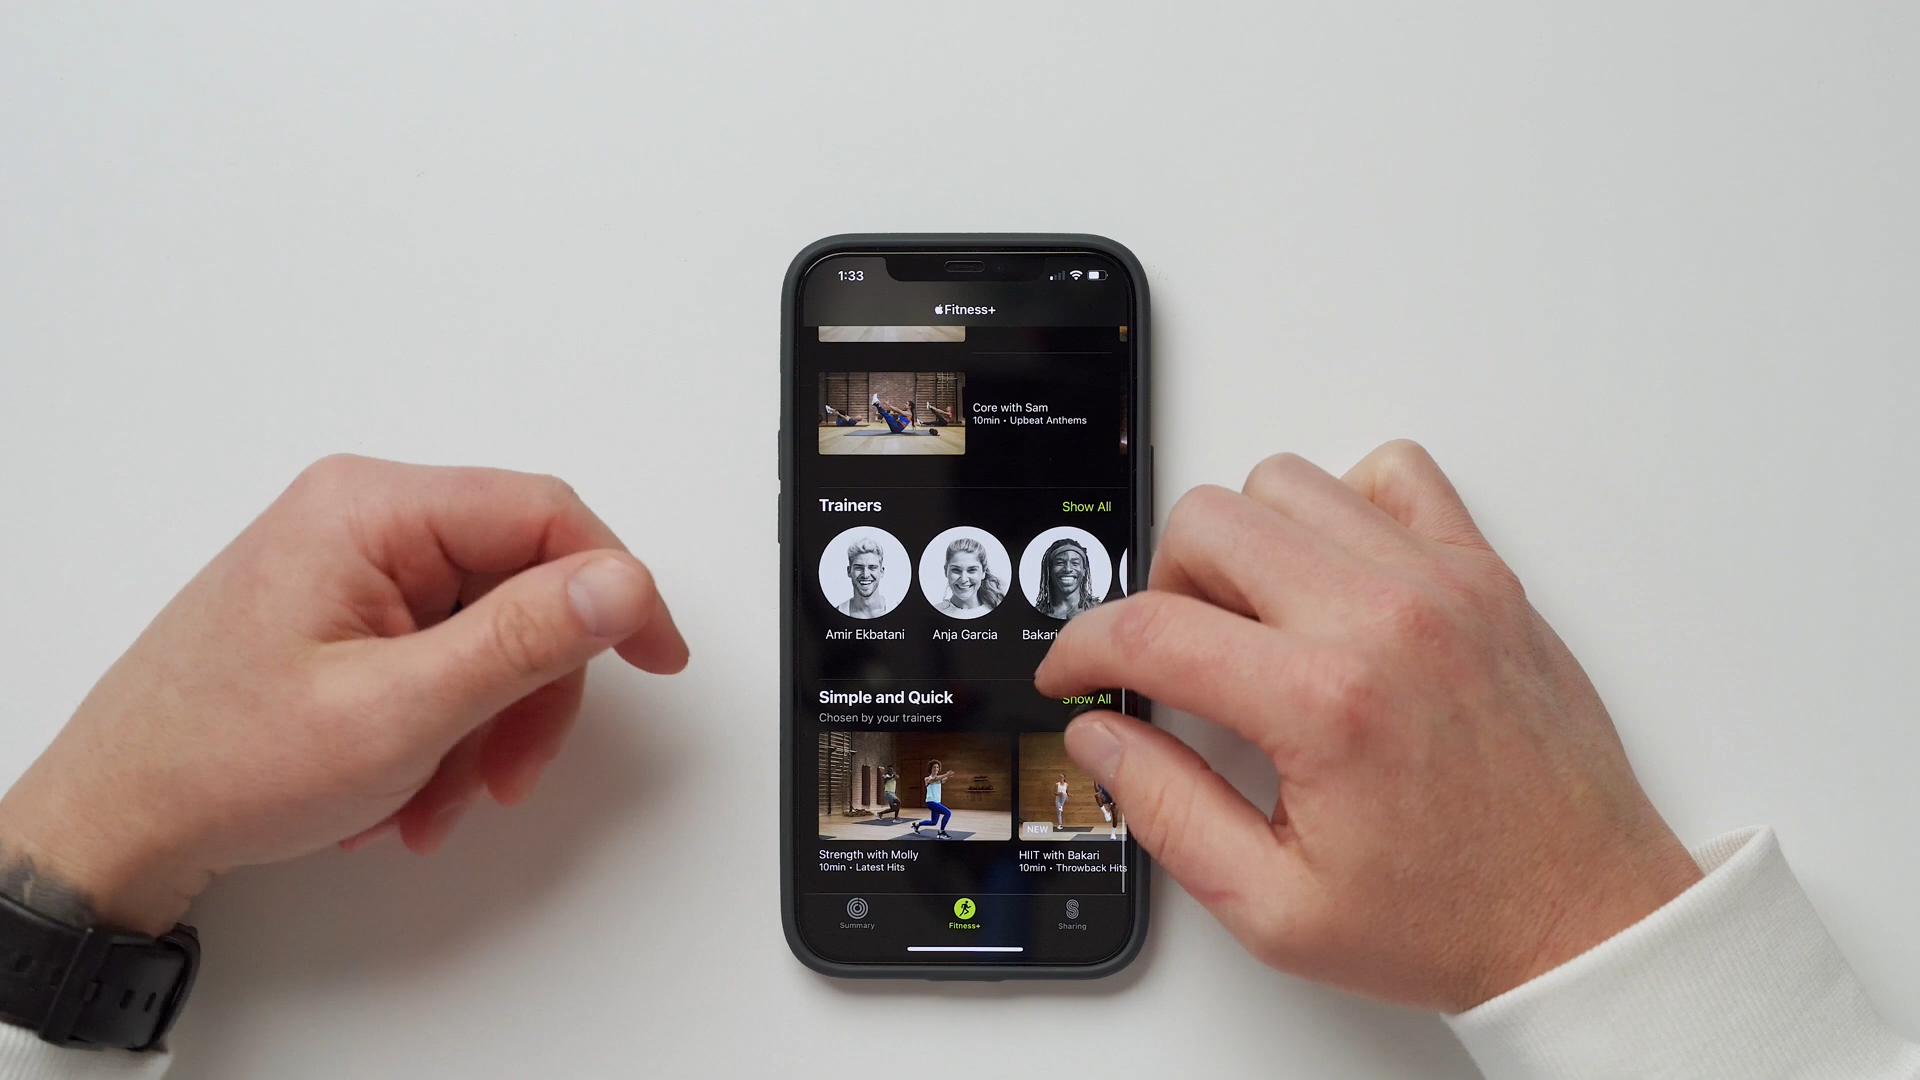 1:33
Fitness+
Core with Sam
10min • Upbeat Anthems
Trainers
Show All
Amir Ekbatani
Anja Garcia
Bakari
Simple and Quick
Show All
Chosen by your trainers
NEW
Strength with Molly
10min • Latest Hits
HIIT with Bakari
10min • Throwback Hits
Summary
Fitness+
Sharing